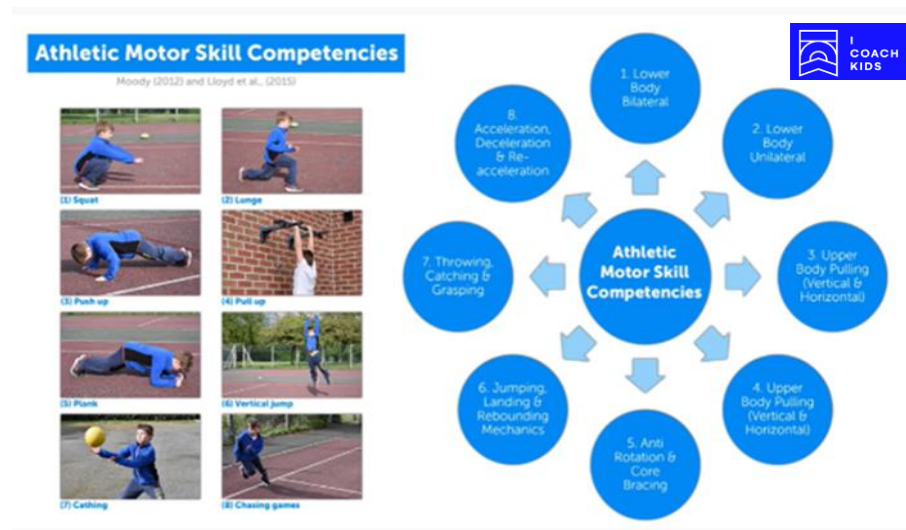 Athletic Motor Skill Competencies
Moody (2012) and Lloyd et al., (2015)
(1) Squat
(2) Lunge
(3) Push up
(4) Pull up
(5) Plank
(6) Vertical jump
(7) Cathing
(8) Chasing games
I
COACH
KIDS
1. Lower
Body
Bilateral
2. Lower
Body
Unilateral
3. Upper
Body Pulling
(Vertical &
Horizontal)
4. Upper
Body Pulling
(Vertical &
Horizontal)
5. Anti
Rotation &
Core
Bracing
6. Jumping,
Landing &
Rebounding
Mechanics
7. Throwing,
Catching &
Grasping
8.
Acceleration,
Deceleration
& Re-
acceleration
Athletic
Motor Skill
Competencies